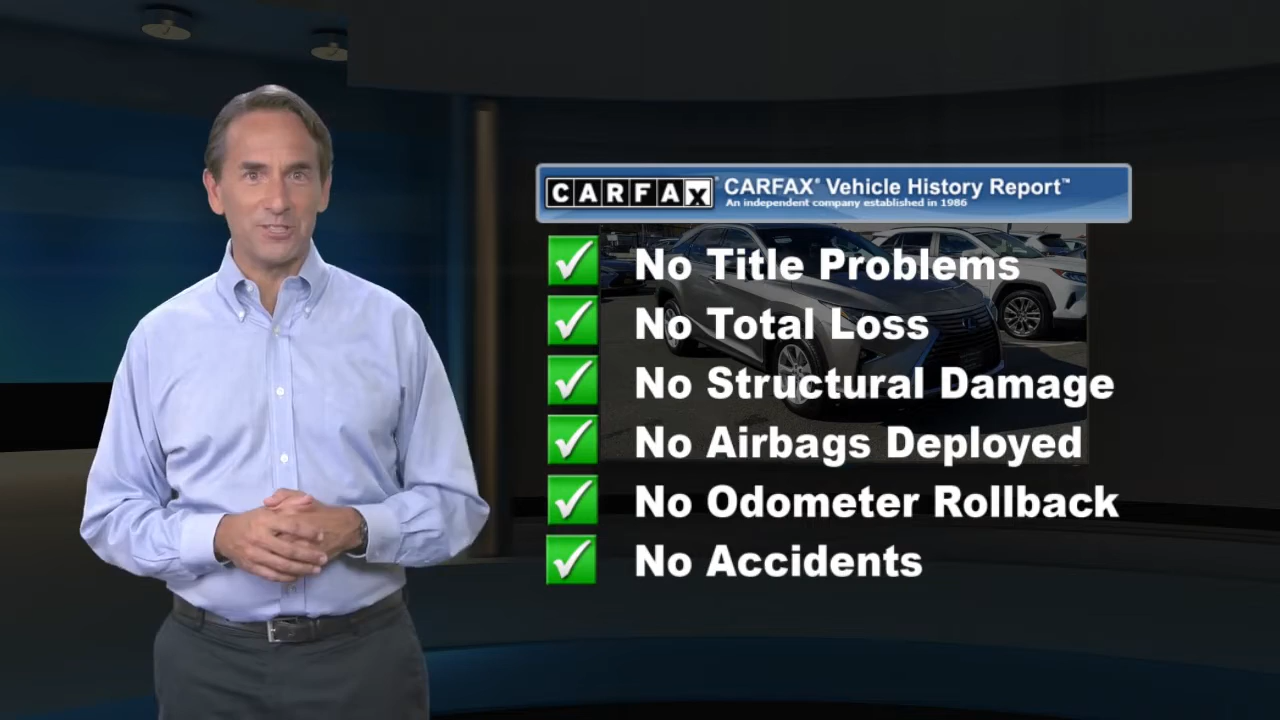 CARFAX® CARFAX® Vehicle History Report™
An independent company established in 1986
No Title Problems
No Total Loss
No Structural Damage
No Airbags Deployed
No Odometer Rollback
No Accidents